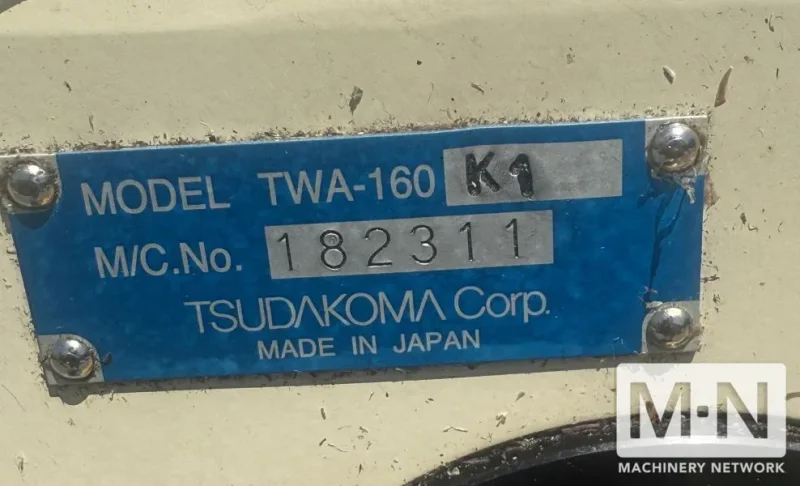 MODEL TWA-160 K1
M/C.No. 182311
TSUDAKOMA Corp.
MADE IN JAPAN
M·N
MACHINERY NETWORK